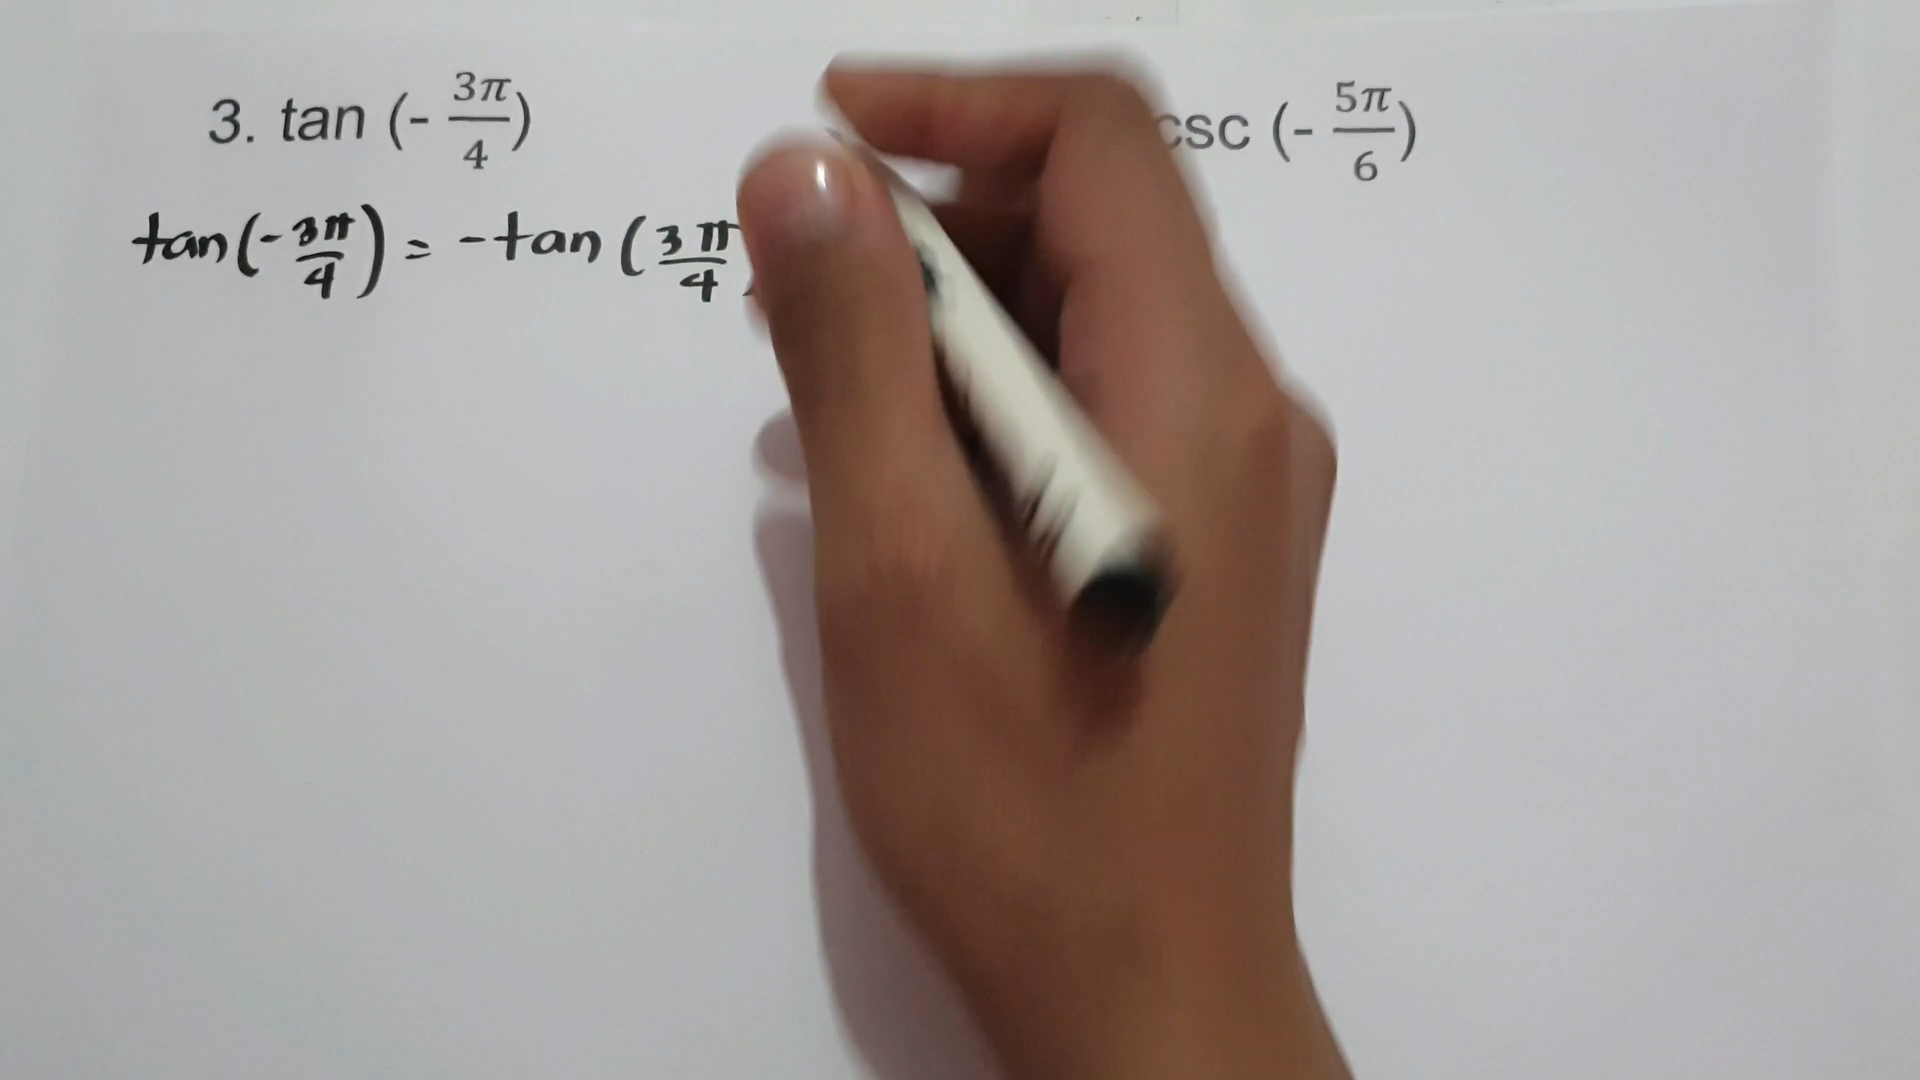 3. tan (- 3π/4)
csc (- 5π/6)
tan(- 3π/4) = -tan (3π/4)